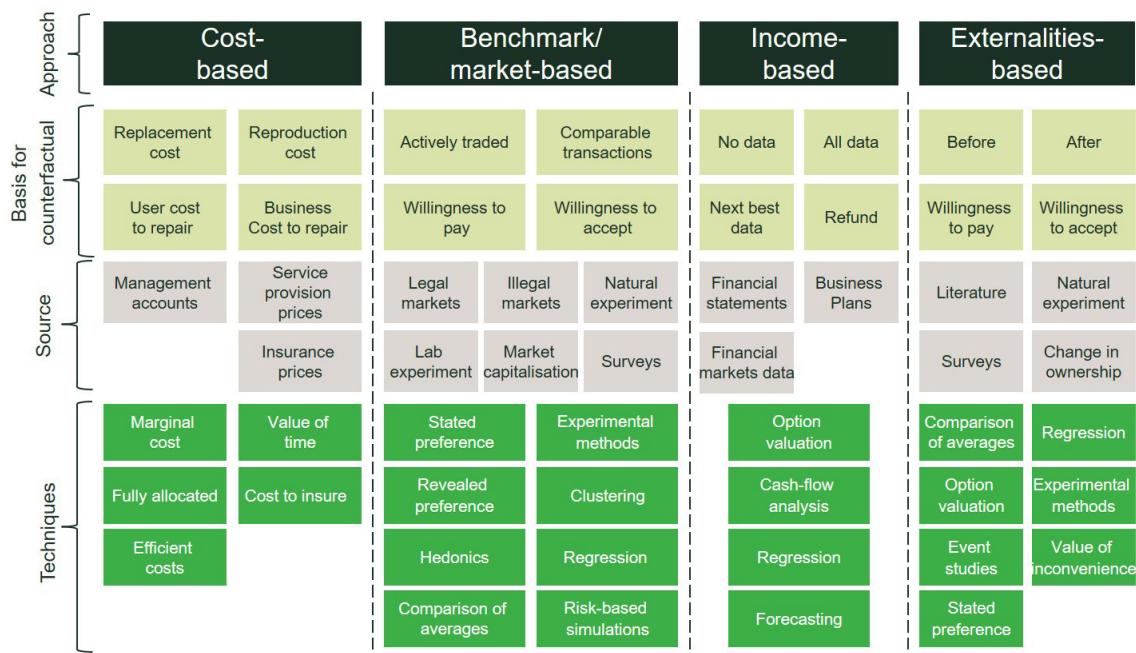 Approach
Cost-
based
Benchmark/
market-based
Income-
based
Externalities-
based
Basis for
counterfactual
Replacement
cost
Reproduction
cost
Actively traded
Comparable
transactions
No data
All data
Before
After
User cost
to repair
Business
Cost to repair
Willingness to
pay
Willingness to
accept
Next best
data
Refund
Willingness
to pay
Willingness
to accept
Source
Management
accounts
Service
provision
prices
Legal
markets
Illegal
markets
Natural
experiment
Financial
statements
Business
Plans
Literature
Natural
experiment
Insurance
prices
Lab
experiment
Market
capitalisation
Surveys
Financial
markets data
Surveys
Change in
ownership
Techniques
Marginal
cost
Value of
time
Stated
preference
Experimental
methods
Option
valuation
Comparison
of averages
Regression
Fully allocated
Cost to insure
Revealed
preference
Clustering
Cash-flow
analysis
Option
valuation
Experimental
methods
Efficient
costs
Hedonics
Regression
Regression
Event
studies
Value of
inconvenience
Comparison of
averages
Risk-based
simulations
Forecasting
Stated
preference